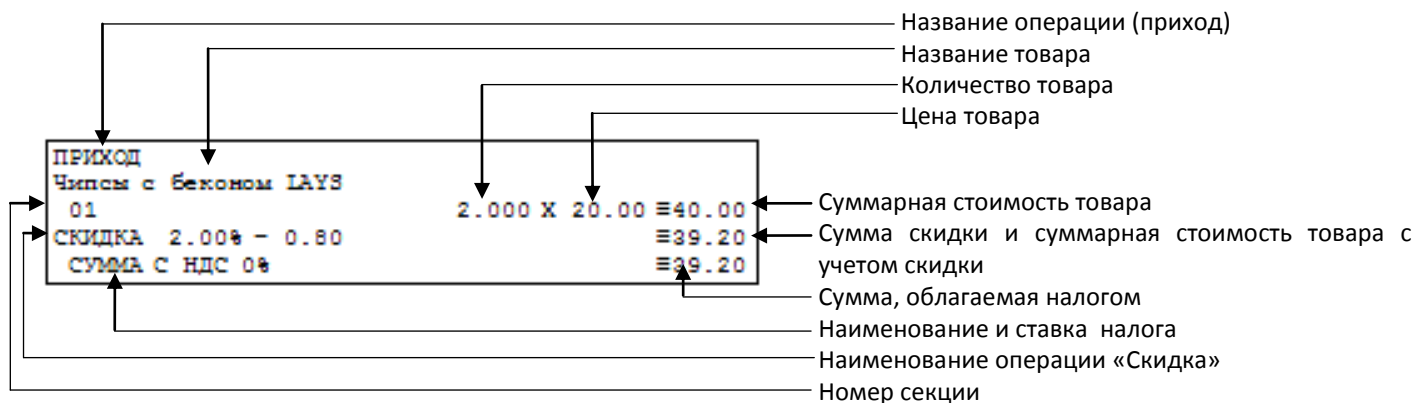 Название операции (приход)
Название товара
Количество товара
Цена товара
ПРИХОД
Чипсы с беконом LAYS
01 2.000 X 20.00 ≡40.00
СКИДКА 2.00% - 0.80 ≡39.20
СУММА С НДС 0% ≡39.20
Суммарная стоимость товара
Сумма скидки и суммарная стоимость товара с
учетом скидки
Сумма, облагаемая налогом
Наименование и ставка налога
Наименование операции «Скидка»
Номер секции